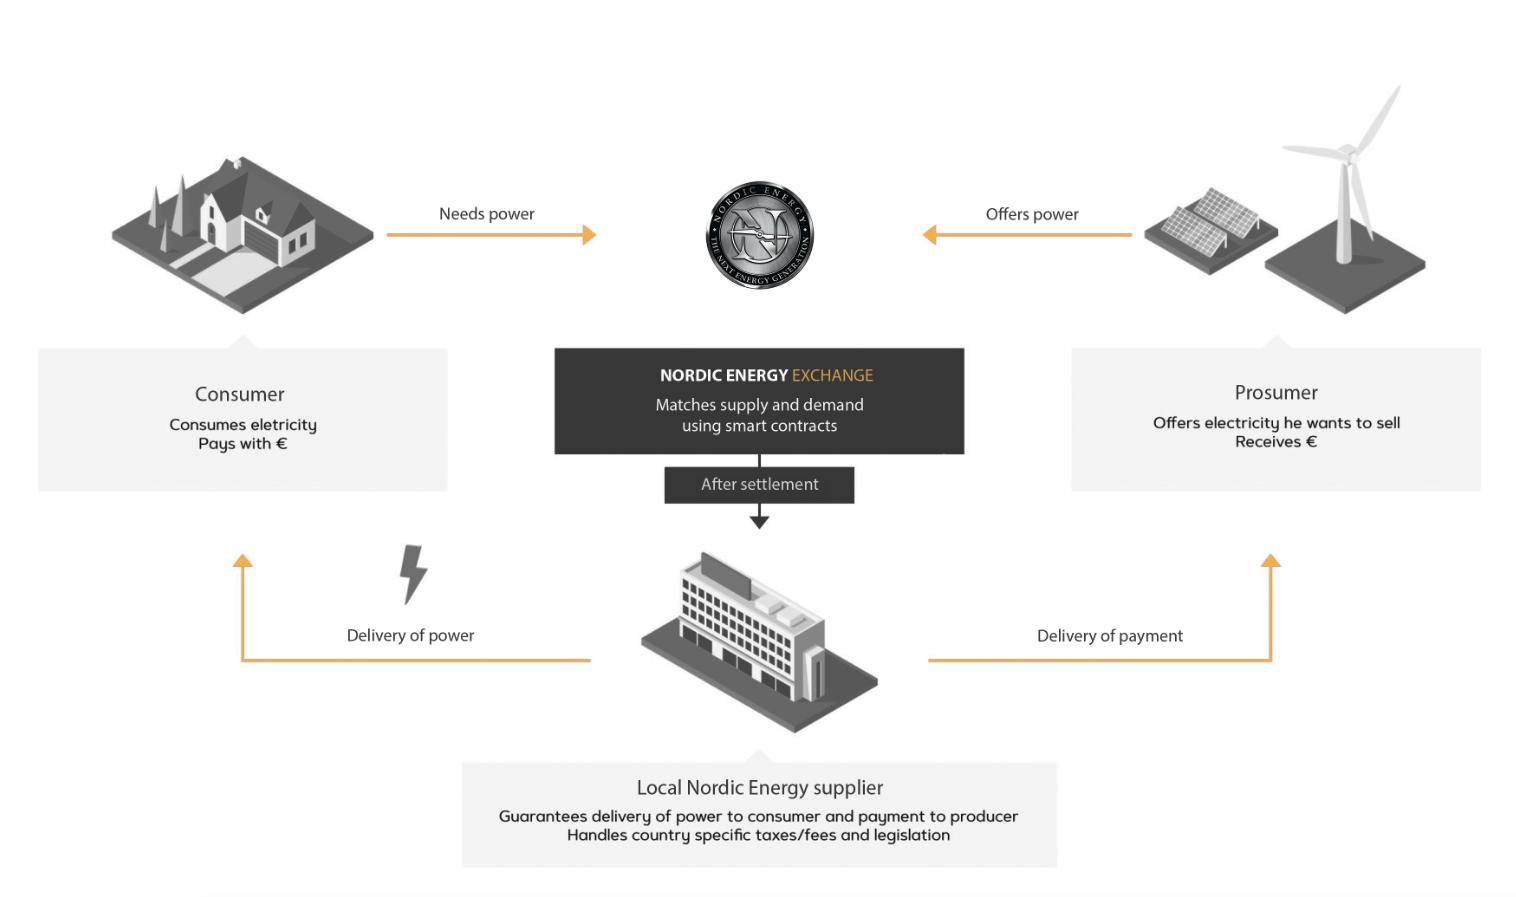 Needs power
NORDIC ENERGY
THE NEXT ENERGY GENERATION
Offers power
Consumer
Consumes eletricity
Pays with €
NORDIC ENERGY EXCHANGE
Matches supply and demand
using smart contracts
After settlement
Prosumer
Offers electricity he wants to sell
Receives €
Delivery of power
Delivery of payment
Local Nordic Energy supplier
Guarantees delivery of power to consumer and payment to producer
Handles country specific taxes/fees and legislation